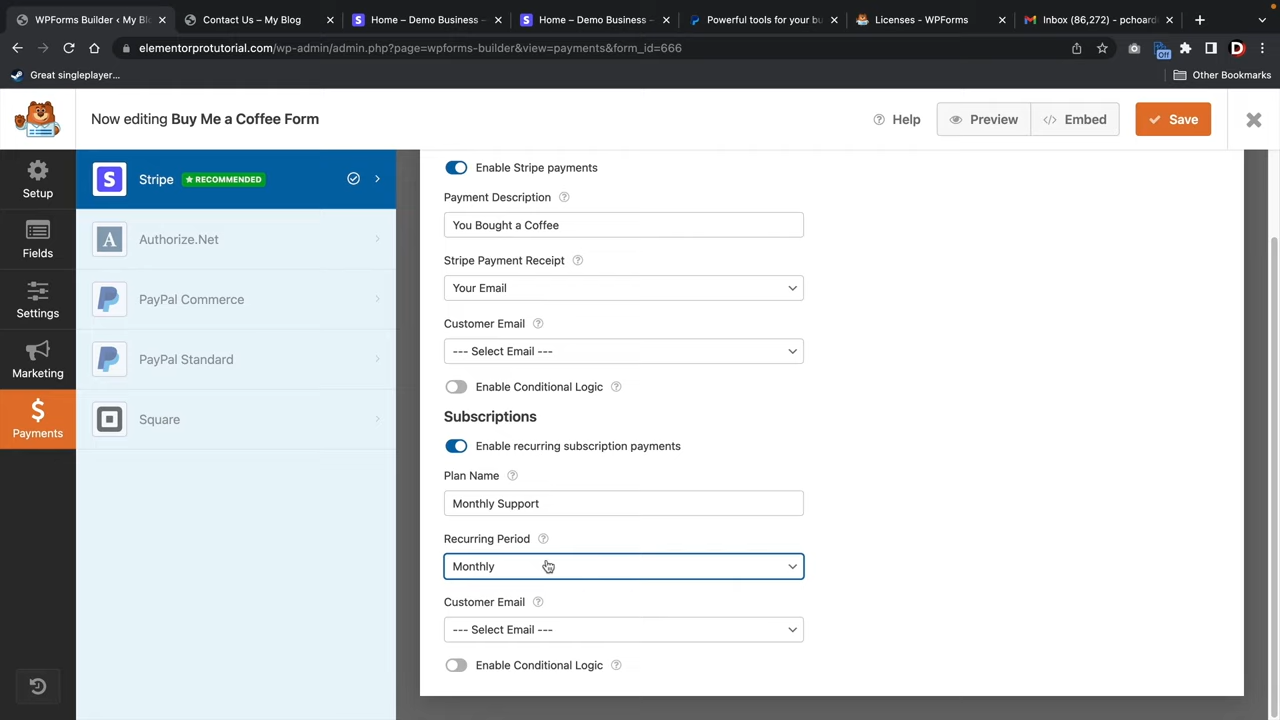 WPForms Builder ‹ My Bl
Contact Us – My Blog
Home – Demo Business –
Home – Demo Business –
Powerful tools for your bu
Licenses - WPForms
Inbox (86,272) - pchoard
elementorprotutorial.com/wp-admin/admin.php?page=wpforms-builder&view=payments&form_id=666
Off
D
Great singleplayer...
Other Bookmarks
Now editing Buy Me a Coffee Form
Help
Preview
Embed
Save
Setup
Fields
Settings
Marketing
Payments
S
Stripe
RECOMMENDED
A
Authorize.Net
PayPal Commerce
PayPal Standard
Square
Enable Stripe payments
Payment Description
You Bought a Coffee
Stripe Payment Receipt
Your Email
Customer Email
--- Select Email ---
Enable Conditional Logic
Subscriptions
Enable recurring subscription payments
Plan Name
Monthly Support
Recurring Period
Monthly
Customer Email
--- Select Email ---
Enable Conditional Logic